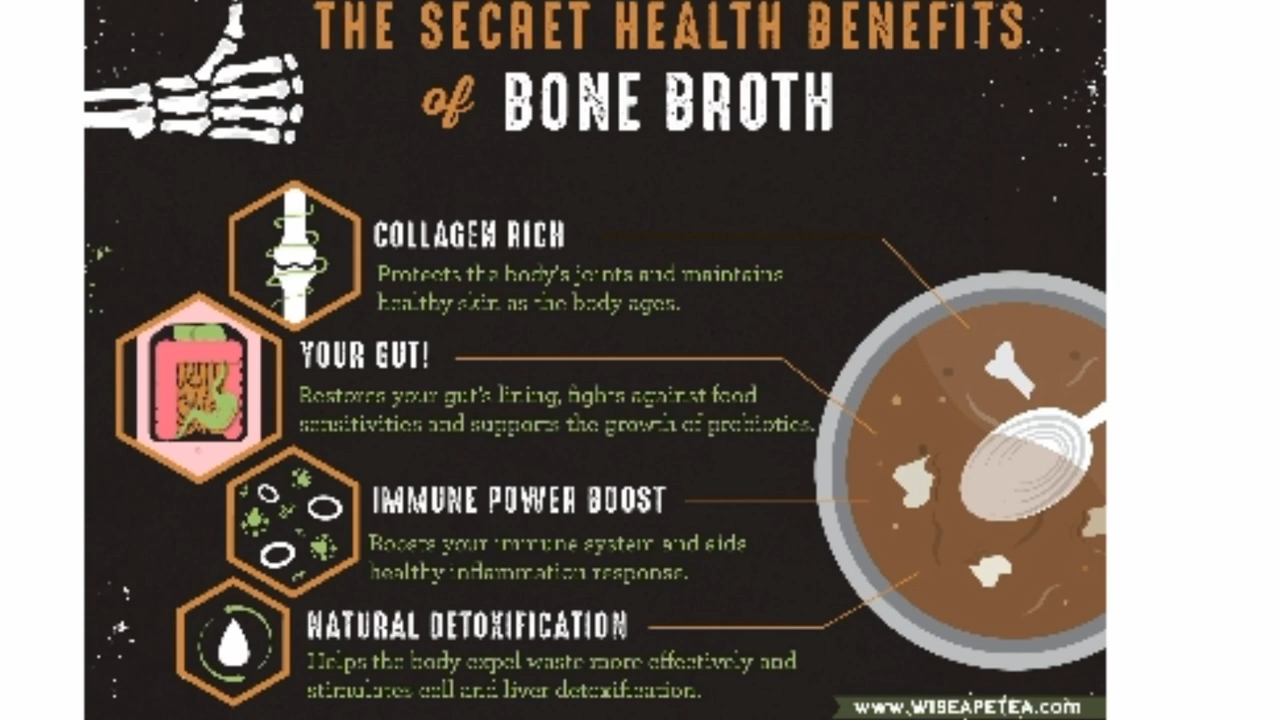 THE SECRET HEALTH BENEFITS
of BONE BROTH
COLLAGEN RICH
Protects the body's joints and maintains
healthy skin as the body ages.
YOUR GUT!
Restores your gut's lining, fights against food
sensitivities and supports the growth of probiotics.
IMMUNE POWER BOOST
Boosts your immune system and aids
healthy inflammation response.
NATURAL DETOXIFICATION
Helps the body expel waste more effectively and
stimulates cell and liver detoxification.
www.WISEAPETEA.com